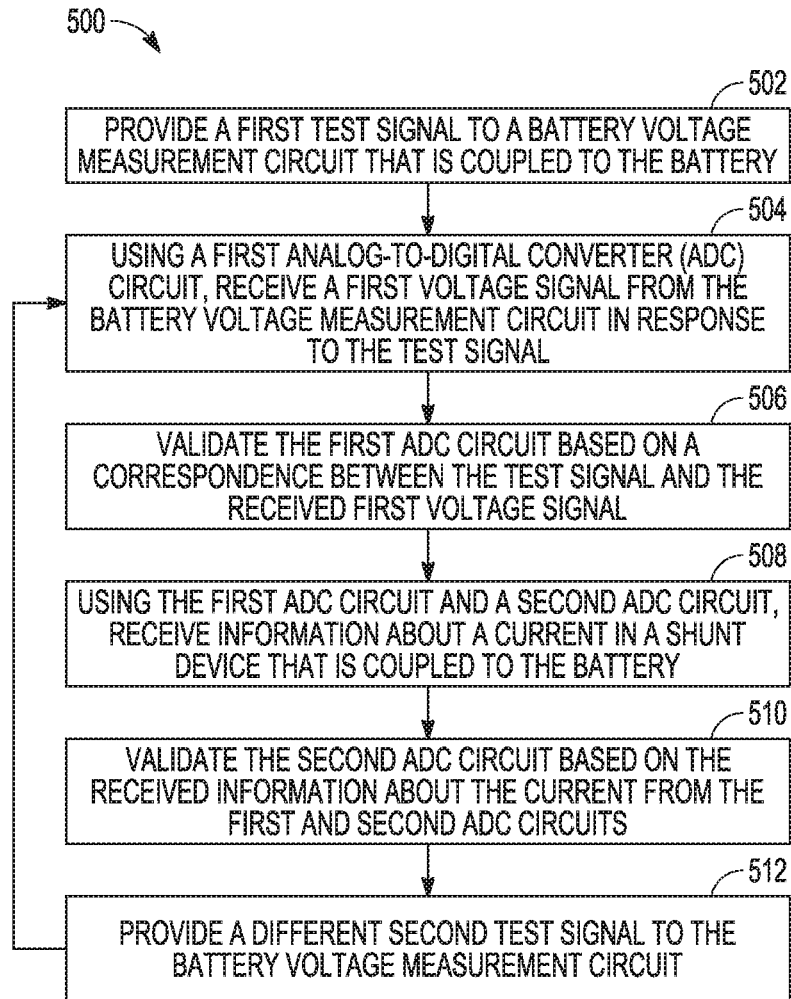 500
502
PROVIDE A FIRST TEST SIGNAL TO A BATTERY VOLTAGE
MEASUREMENT CIRCUIT THAT IS COUPLED TO THE BATTERY
504
USING A FIRST ANALOG-TO-DIGITAL CONVERTER (ADC)
CIRCUIT, RECEIVE A FIRST VOLTAGE SIGNAL FROM THE
BATTERY VOLTAGE MEASUREMENT CIRCUIT IN RESPONSE
TO THE TEST SIGNAL
506
VALIDATE THE FIRST ADC CIRCUIT BASED ON A
CORRESPONDENCE BETWEEN THE TEST SIGNAL AND THE
RECEIVED FIRST VOLTAGE SIGNAL
508
USING THE FIRST ADC CIRCUIT AND A SECOND ADC CIRCUIT,
RECEIVE INFORMATION ABOUT A CURRENT IN A SHUNT
DEVICE THAT IS COUPLED TO THE BATTERY
510
VALIDATE THE SECOND ADC CIRCUIT BASED ON THE
RECEIVED INFORMATION ABOUT THE CURRENT FROM THE
FIRST AND SECOND ADC CIRCUITS
512
PROVIDE A DIFFERENT SECOND TEST SIGNAL TO THE
BATTERY VOLTAGE MEASUREMENT CIRCUIT